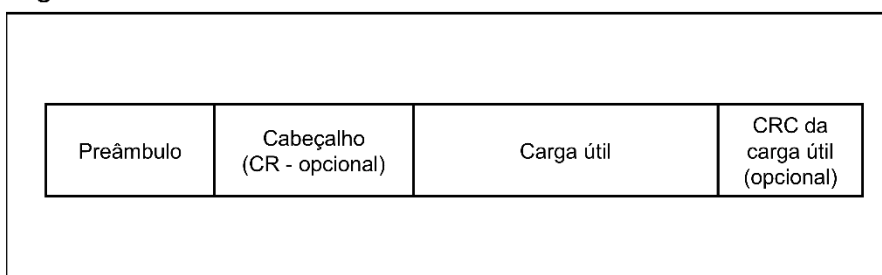 Preâmbulo
Cabeçalho
(CR - opcional)
Carga útil
CRC da
carga útil
(opcional)